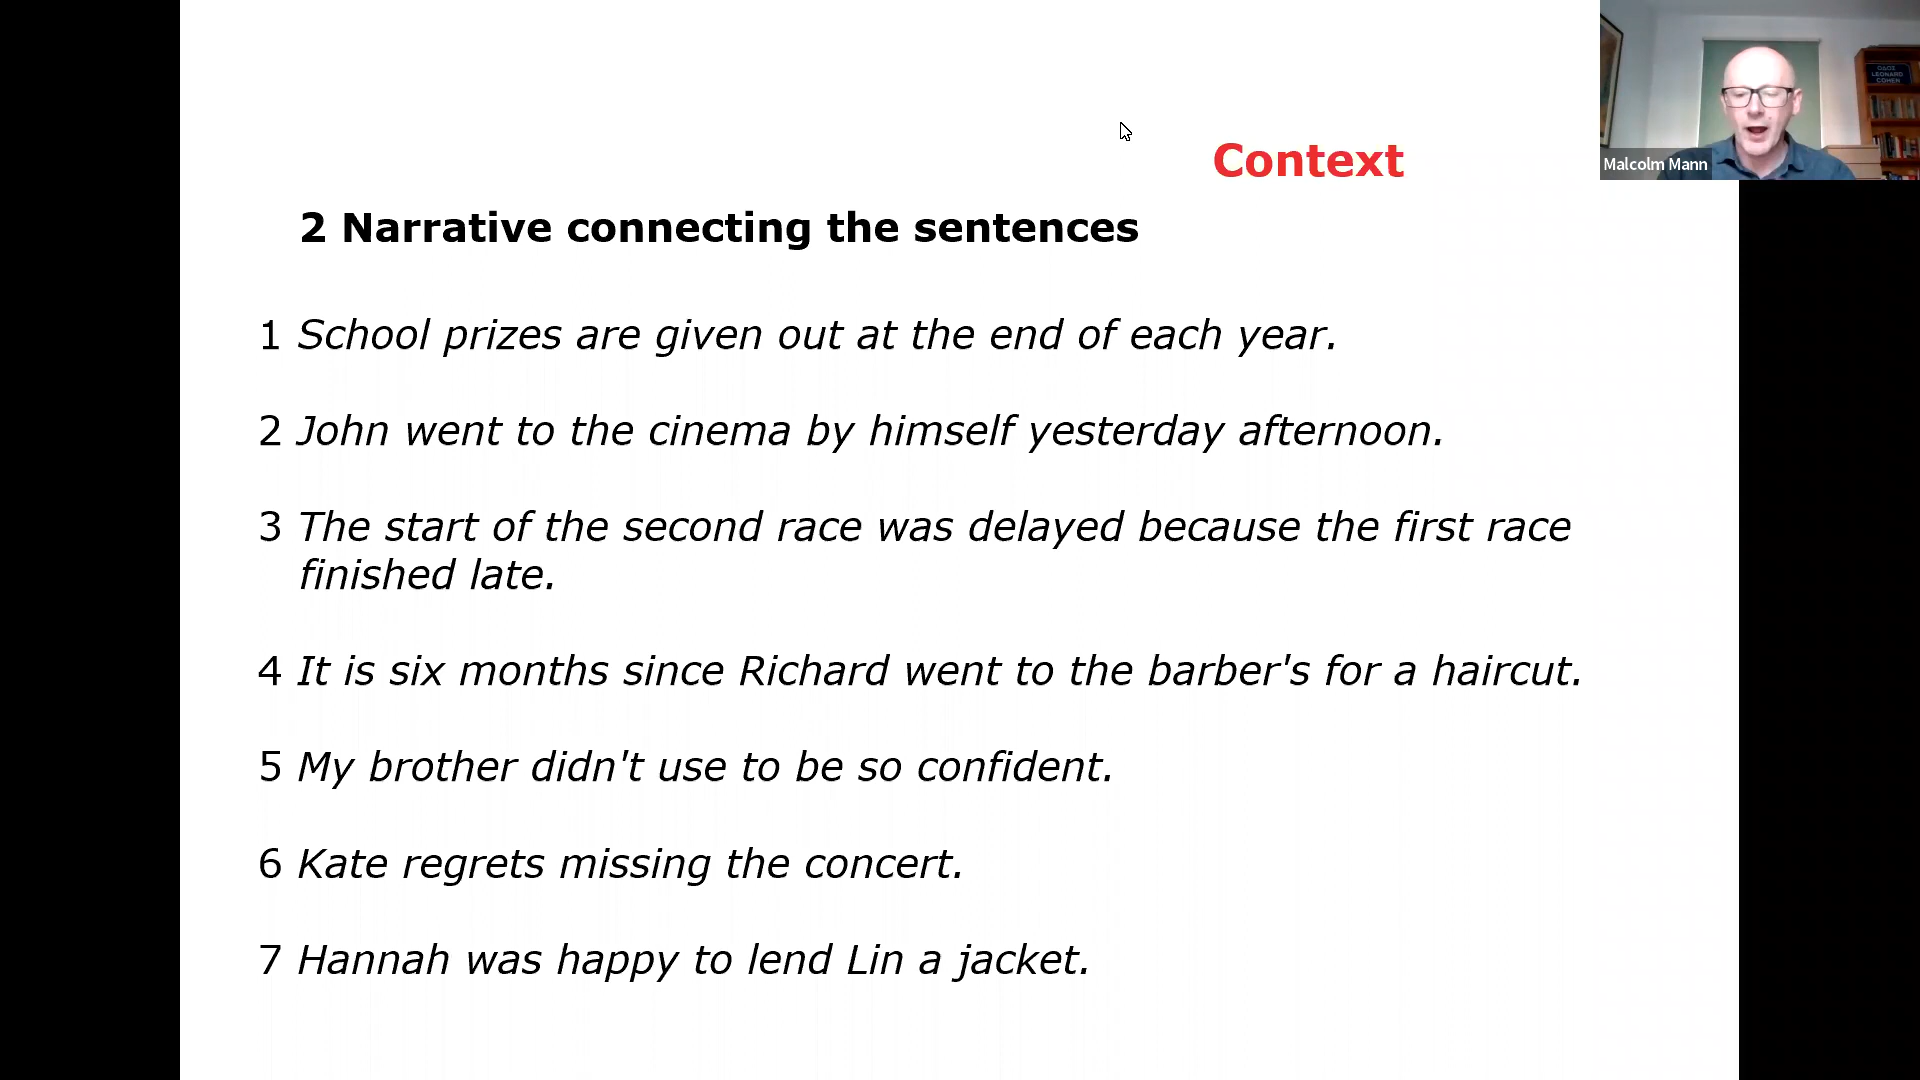 Context
2 Narrative connecting the sentences
1 School prizes are given out at the end of each year.
2 John went to the cinema by himself yesterday afternoon.
3 The start of the second race was delayed because the first race
finished late.
4 It is six months since Richard went to the barber's for a haircut.
5 My brother didn't use to be so confident.
6 Kate regrets missing the concert.
7 Hannah was happy to lend Lin a jacket.
ΟΔΟΣ
LEONARD
COHEN
Malcolm Mann